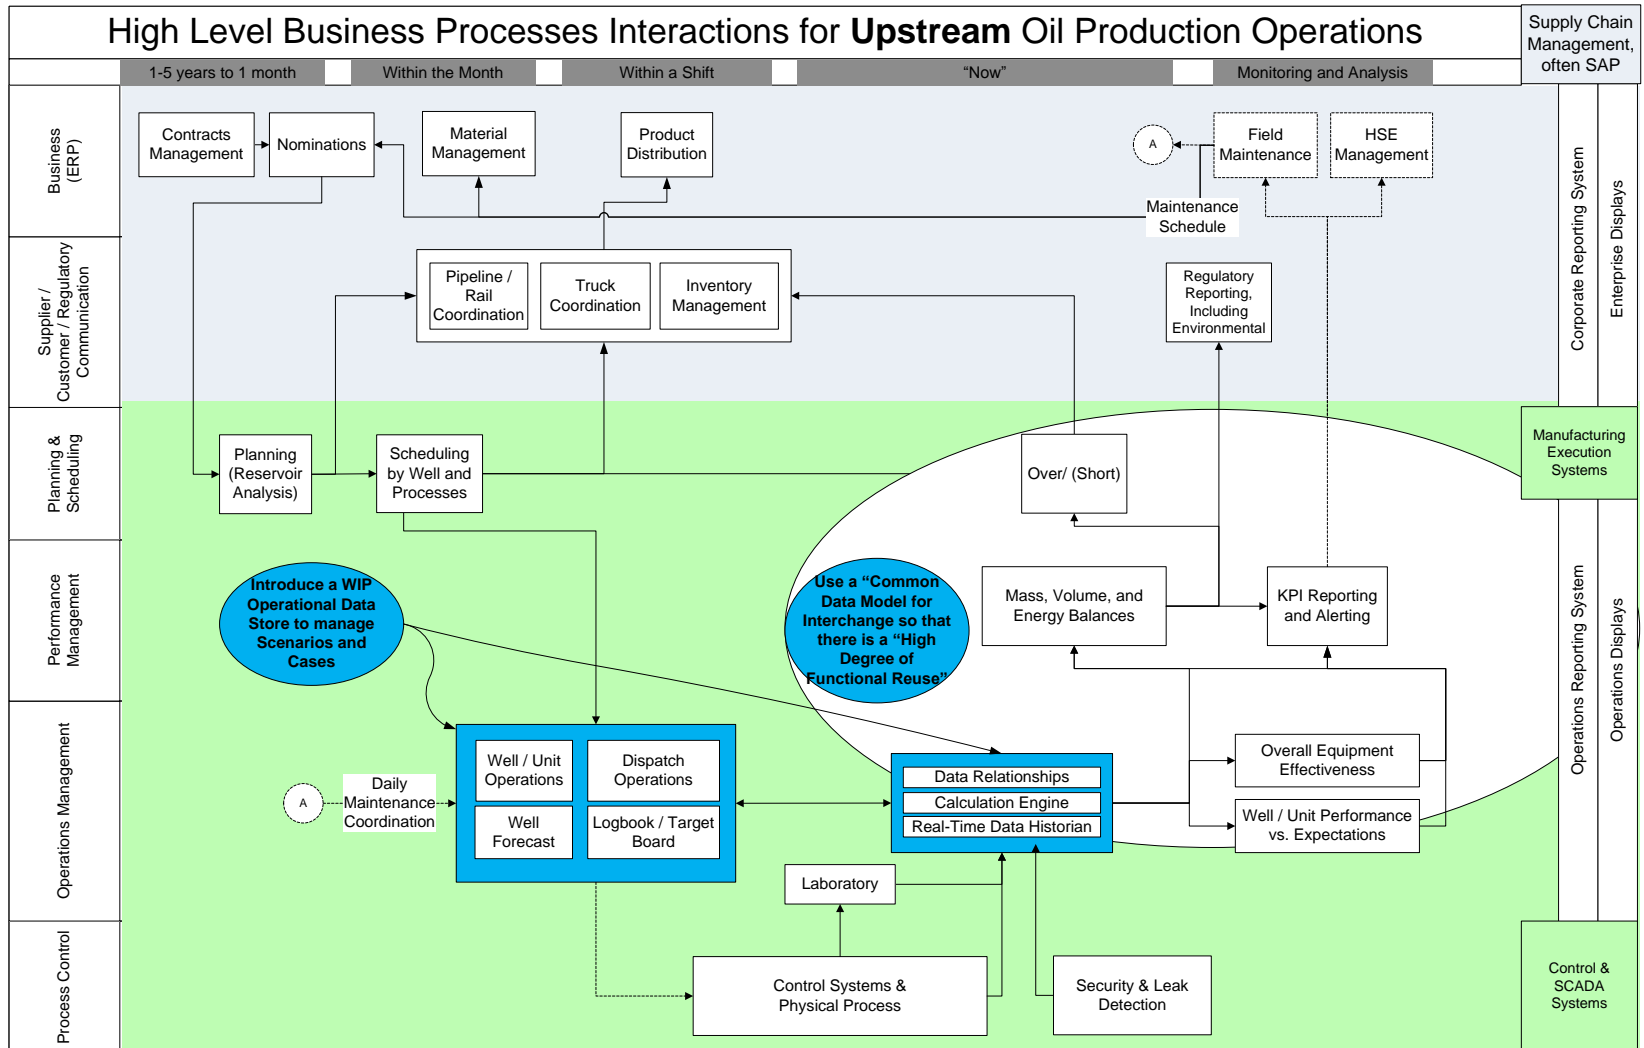 High Level Business Processes Interactions for Upstream Oil Production Operations
Supply Chain
Management,
often SAP
1-5 years to 1 month
Within the Month
Within a Shift
“Now”
Monitoring and Analysis
Business
(ERP)
Contracts
Management
Nominations
Material
Management
Product
Distribution
A
Field
Maintenance
HSE
Management
Maintenance
Schedule
Corporate Reporting System
Enterprise Displays
Supplier /
Customer / Regulatory
Communication
Pipeline /
Rail
Coordination
Truck
Coordination
Inventory
Management
Regulatory
Reporting,
Including
Environmental
Planning &
Scheduling
Planning
(Reservoir
Analysis)
Scheduling
by Well and
Processes
Over/ (Short)
Manufacturing
Execution
Systems
Performance
Management
Introduce a WIP
Operational Data
Store to manage
Scenarios and
Cases
Use a “Common
Data Model for
Interchange so that
there is a “High
Degree of
Functional Reuse”
Mass, Volume, and
Energy Balances
KPI Reporting
and Alerting
Operations Reporting System
Operations Displays
Operations Management
A
Daily
Maintenance
Coordination
Well / Unit
Operations
Dispatch
Operations
Well
Forecast
Logbook / Target
Board
Data Relationships
Calculation Engine
Real-Time Data Historian
Overall Equipment
Effectiveness
Well / Unit Performance
vs. Expectations
Laboratory
Process Control
Control Systems &
Physical Process
Security & Leak
Detection
Control &
SCADA
Systems